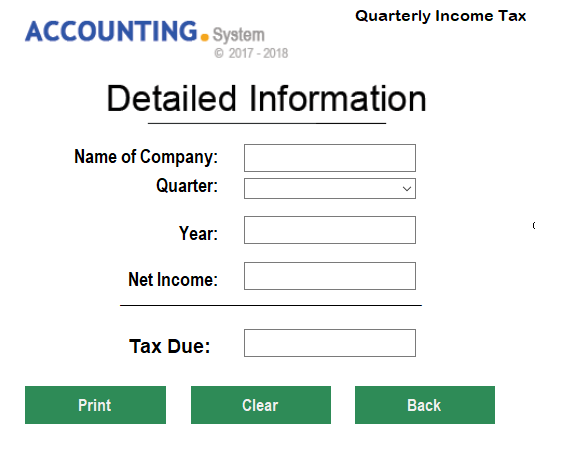 Quarterly Income Tax
ACCOUNTING.System
© 2017 - 2018
Detailed Information
Name of Company:
Quarter:
Year:
Net Income:
Tax Due:
Print Clear Back